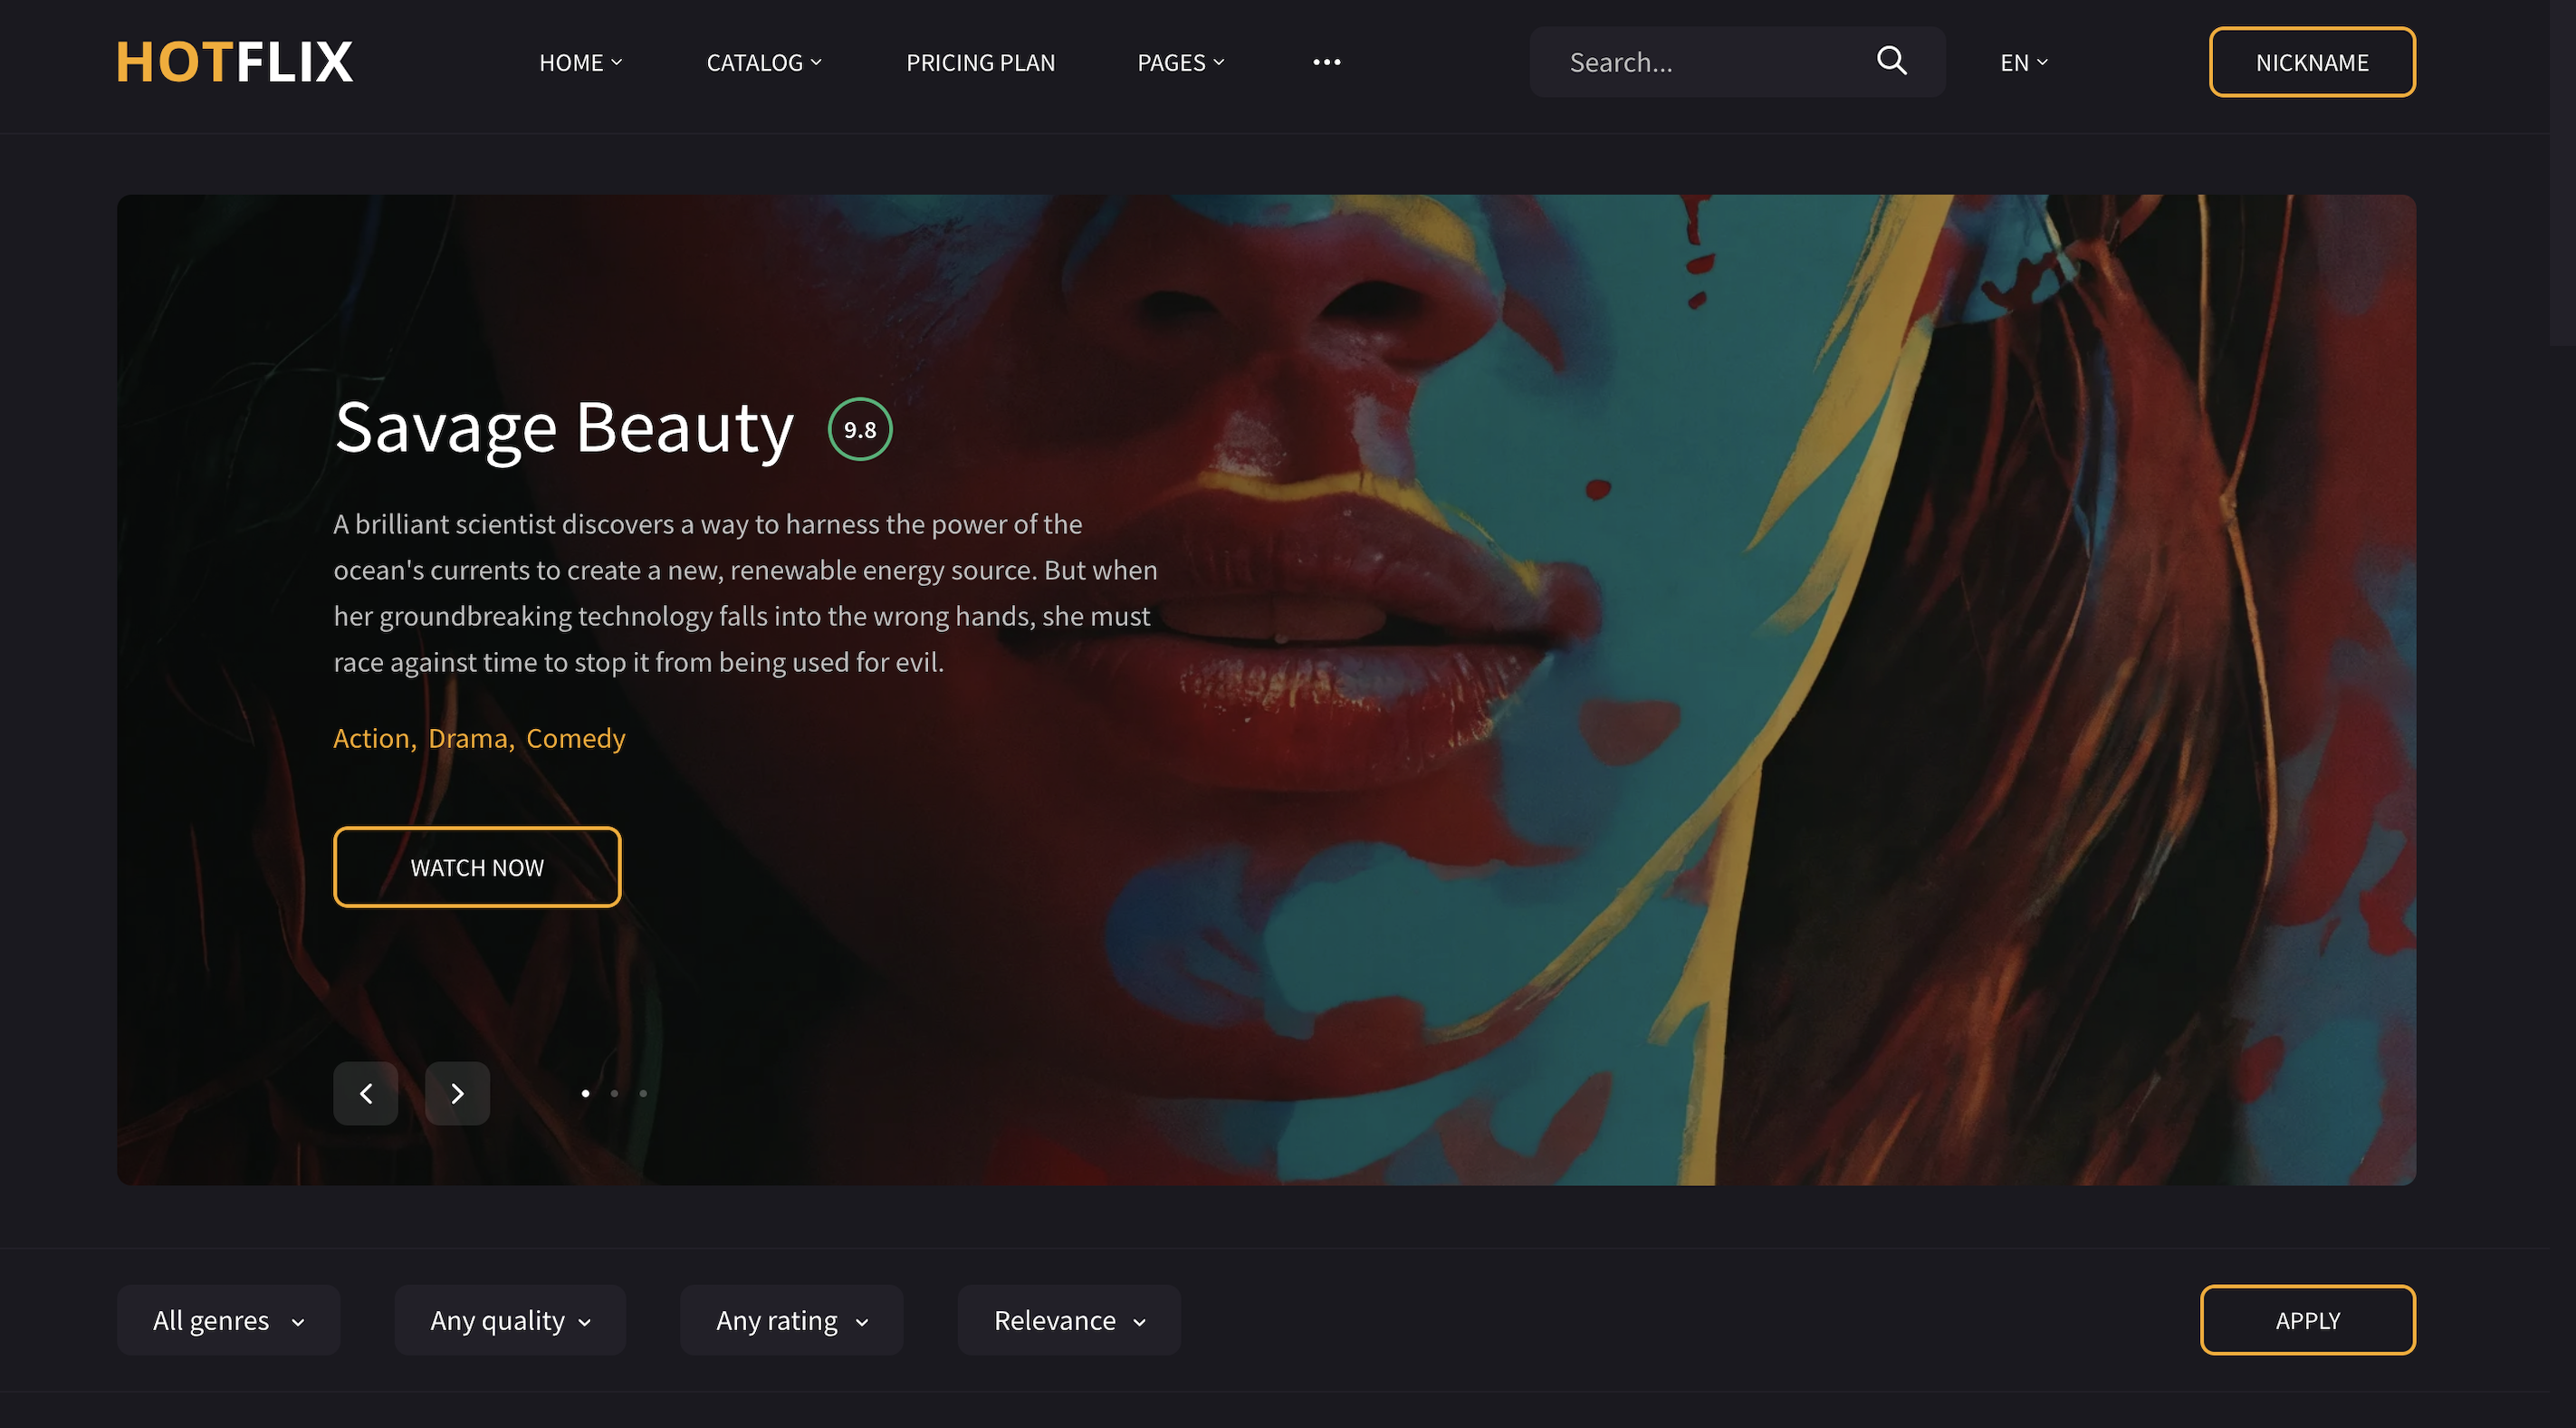 HOTFLIX
HOME
CATALOG
PRICING PLAN
PAGES
Search...
EN
NICKNAME
Savage Beauty
9.8
A brilliant scientist discovers a way to harness the power of the
ocean's currents to create a new, renewable energy source. But when
her groundbreaking technology falls into the wrong hands, she must
race against time to stop it from being used for evil.
Action, Drama, Comedy
WATCH NOW
All genres
Any quality
Any rating
Relevance
APPLY